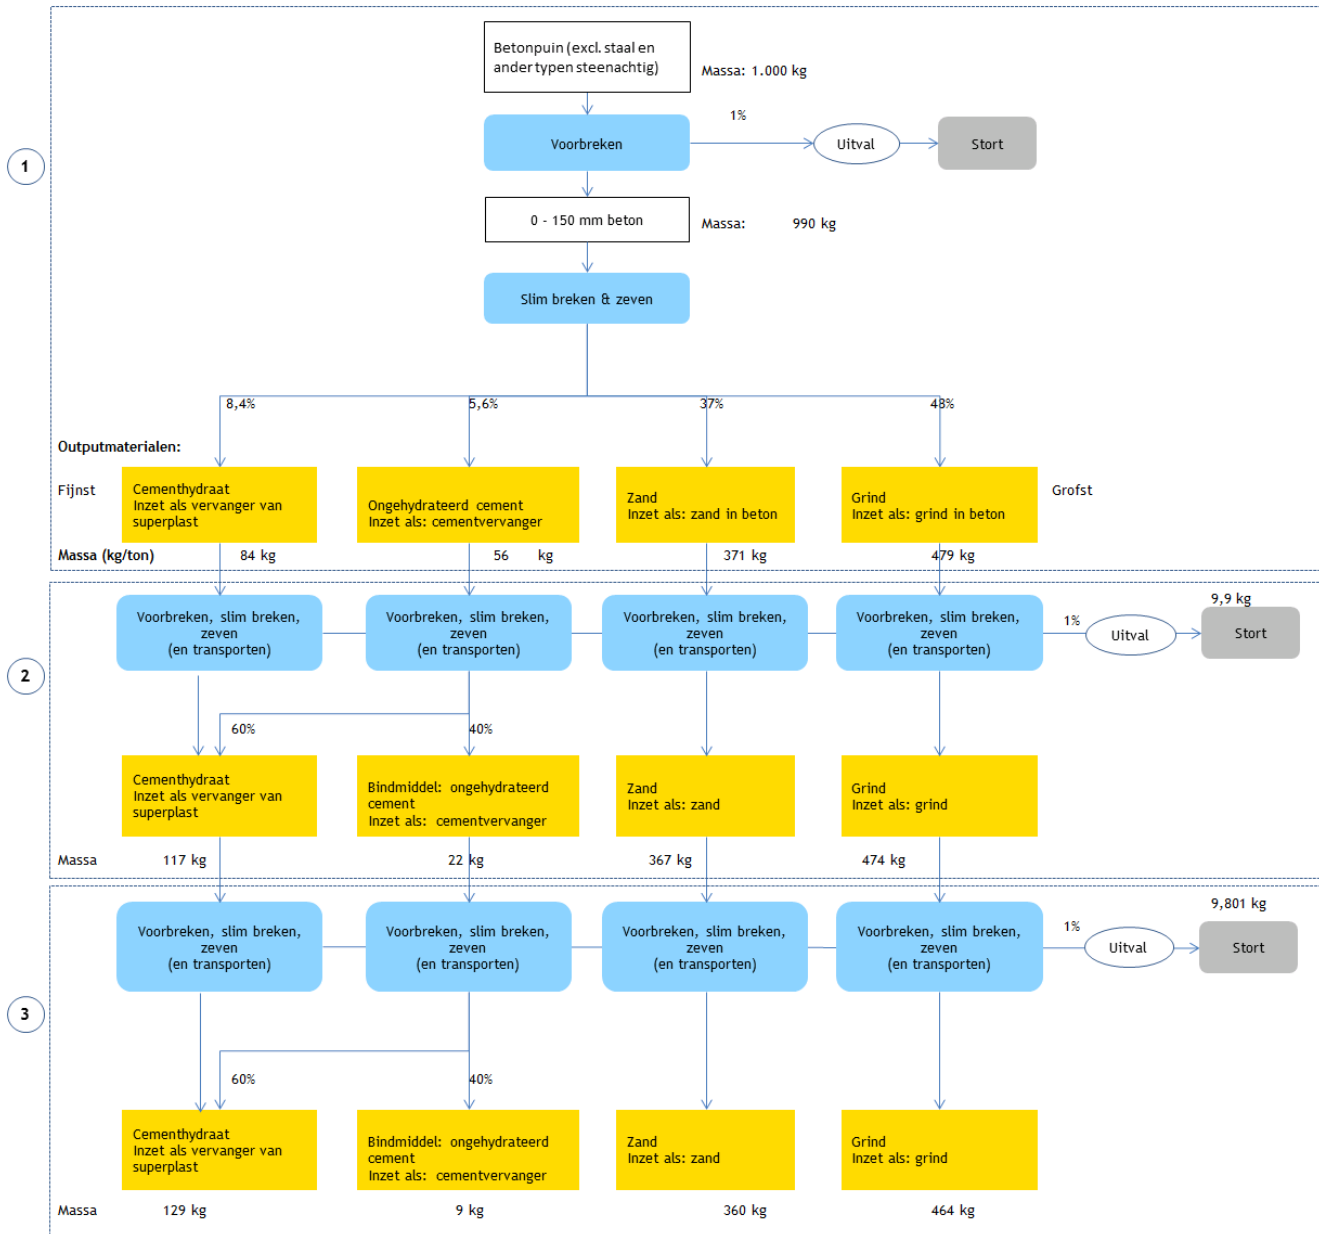 Betonpuin (excl. staal en
ander typen steenachtig)
Massa: 1.000 kg
1%
1
Voorbreken
Uitval
Stort
0 - 150 mm beton
Massa: 990 kg
Slim breken & zeven
8,4%
5,6%
37%
48%
Outputmaterialen:
Fijnst
Cementhydraat
Inzet als vervanger van
superplast
Ongehydrateerd cement
Inzet als: cementvervanger
Zand
Inzet als: zand in beton
Grind
Inzet als: grind in beton
Grofst
Massa (kg/ton)
84 kg
56 kg
371 kg
479 kg
2
Voorbreken, slim breken,
zeven
(en transporten)
Voorbreken, slim breken,
zeven
(en transporten)
Voorbreken, slim breken,
zeven
(en transporten)
Voorbreken, slim breken,
zeven
(en transporten)
1%
Uitval
9,9 kg
Stort
60%
40%
Cementhydraat
Inzet als vervanger van
superplast
Bindmiddel: ongehydrateerd
cement
Inzet als: cementvervanger
Zand
Inzet als: zand
Grind
Inzet als: grind
Massa
117 kg
22 kg
367 kg
474 kg
3
Voorbreken, slim breken,
zeven
(en transporten)
Voorbreken, slim breken,
zeven
(en transporten)
Voorbreken, slim breken,
zeven
(en transporten)
Voorbreken, slim breken,
zeven
(en transporten)
1%
Uitval
9,801 kg
Stort
60%
40%
Cementhydraat
Inzet als vervanger van
superplast
Bindmiddel: ongehydrateerd
cement
Inzet als: cementvervanger
Zand
Inzet als: zand
Grind
Inzet als: grind
Massa
129 kg
9 kg
360 kg
464 kg